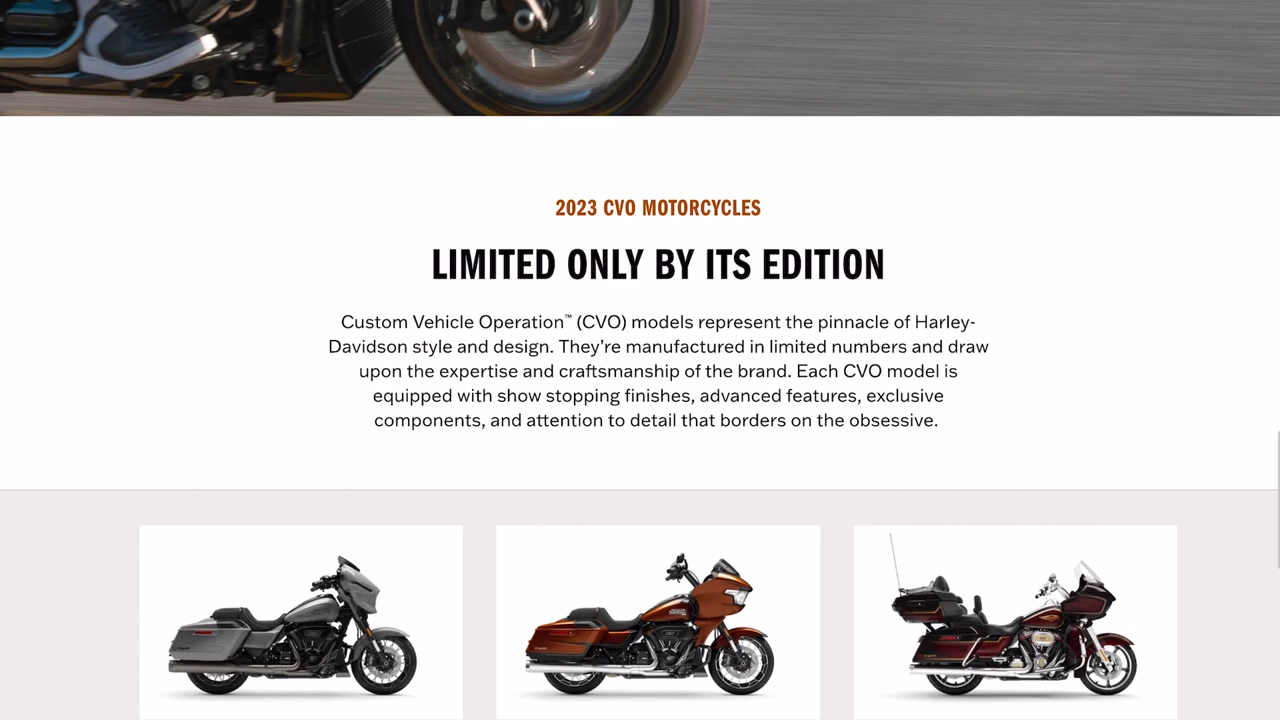 2023 CVO MOTORCYCLES
LIMITED ONLY BY ITS EDITION
Custom Vehicle Operation™ (CVO) models represent the pinnacle of Harley-
Davidson style and design. They’re manufactured in limited numbers and draw
upon the expertise and craftsmanship of the brand. Each CVO model is
equipped with show stopping finishes, advanced features, exclusive
components, and attention to detail that borders on the obsessive.